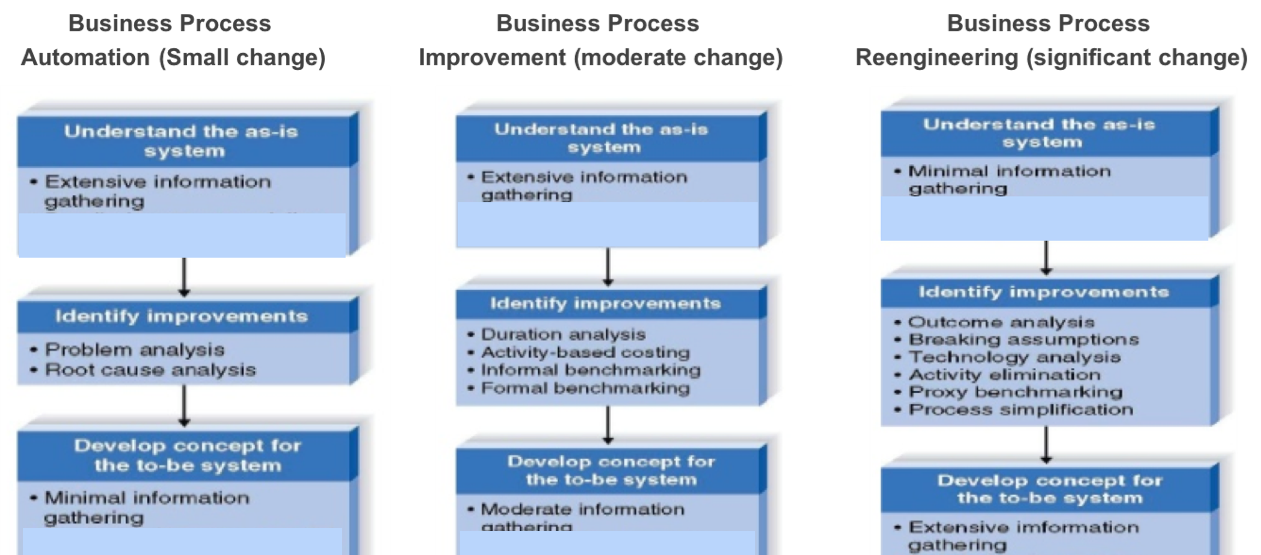 Business Process
Automation (Small change)
Understand the as-is
system
• Extensive information
gathering
Identify improvements
• Problem analysis
• Root cause analysis
Develop concept for
the to-be system
• Minimal information
gathering
Business Process
Improvement (moderate change)
Understand the as-is
system
• Extensive information
gathering
Identify improvements
• Duration analysis
• Activity-based costing
• Informal benchmarking
• Formal benchmarking
Develop concept for
the to-be system
• Moderate information
gathering
Business Process
Reengineering (significant change)
Understand the as-is
system
• Minimal information
gathering
Identify improvements
• Outcome analysis
• Breaking assumptions
• Technology analysis
• Activity elimination
• Proxy benchmarking
• Process simplification
Develop concept for
the to-be system
• Extensive imformation
gathering